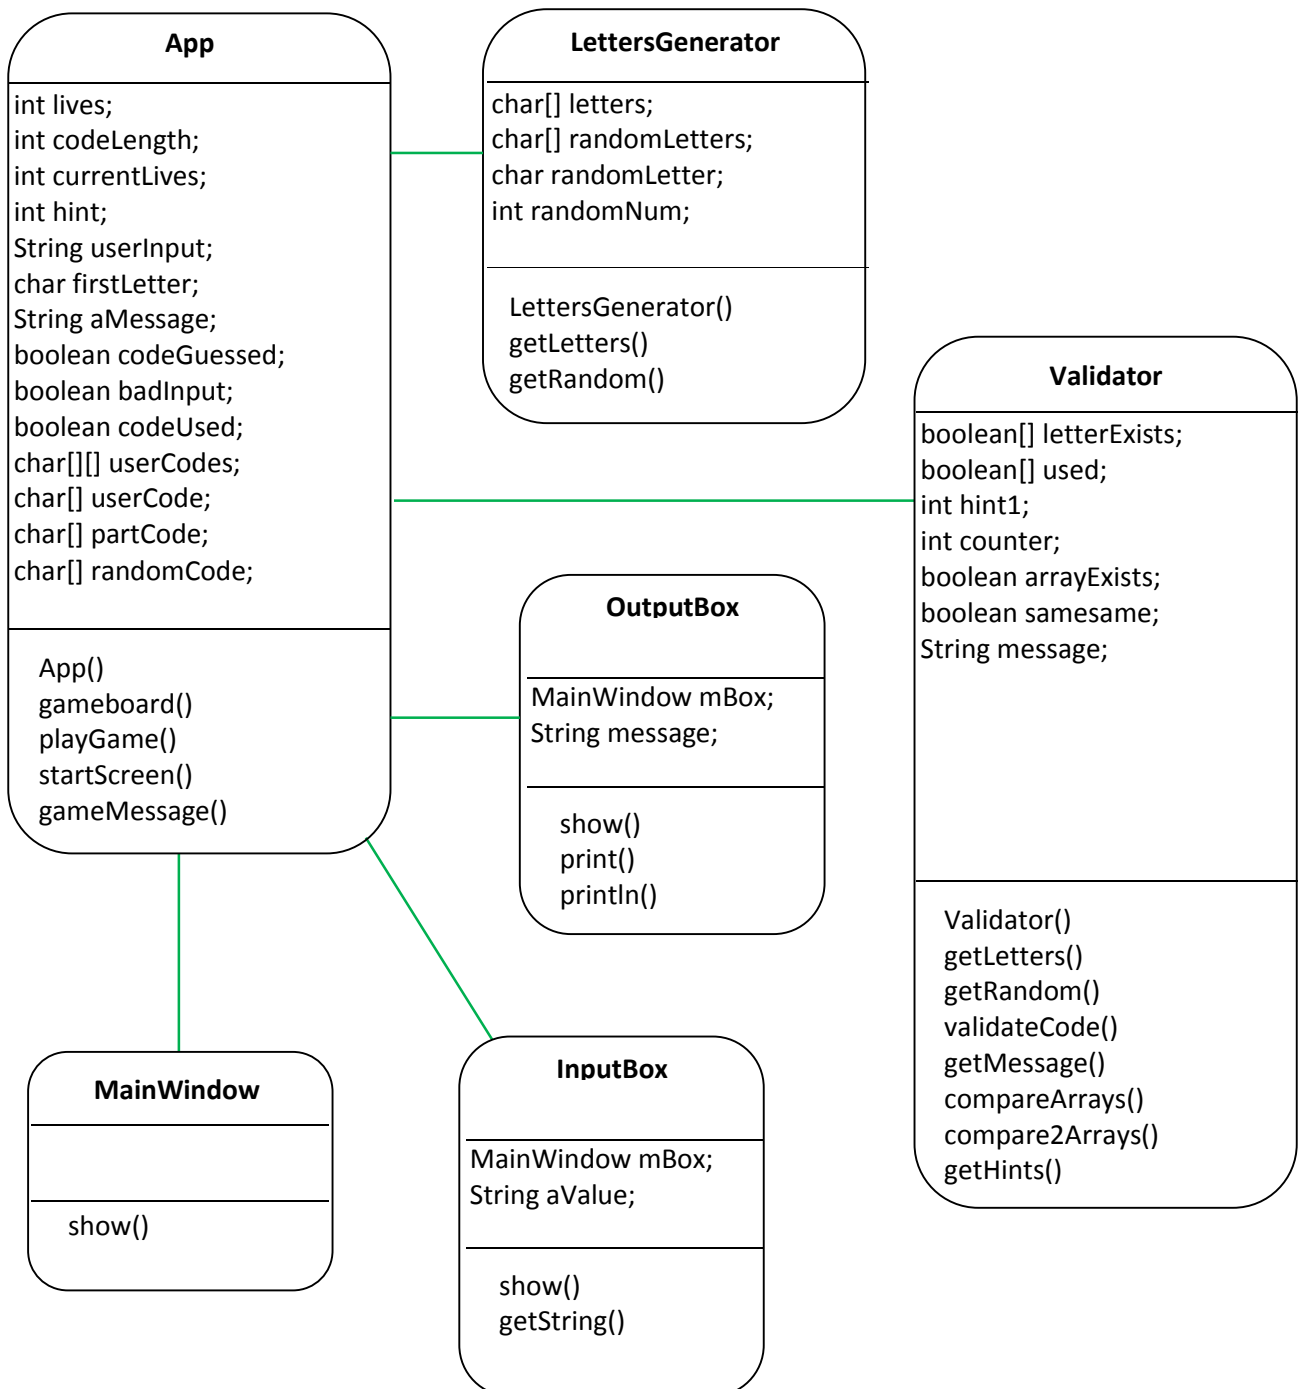 App
int lives;
int codeLength;
int currentLives;
int hint;
String userInput;
char firstLetter;
String aMessage;
boolean codeGuessed;
boolean badInput;
boolean codeUsed;
char[][] userCodes;
char[] userCode;
char[] partCode;
char[] randomCode;
App()
gameboard()
playGame()
startScreen()
gameMessage()
LettersGenerator
char[] letters;
char[] randomLetters;
char randomLetter;
int randomNum;
LettersGenerator()
getLetters()
getRandom()
Validator
boolean[] letterExists;
boolean[] used;
int hint1;
int counter;
boolean arrayExists;
boolean samesame;
String message;
Validator()
getLetters()
getRandom()
validateCode()
getMessage()
compareArrays()
compare2Arrays()
getHints()
OutputBox
MainWindow mBox;
String message;
show()
print()
println()
MainWindow
show()
InputBox
MainWindow mBox;
String aValue;
show()
getString()